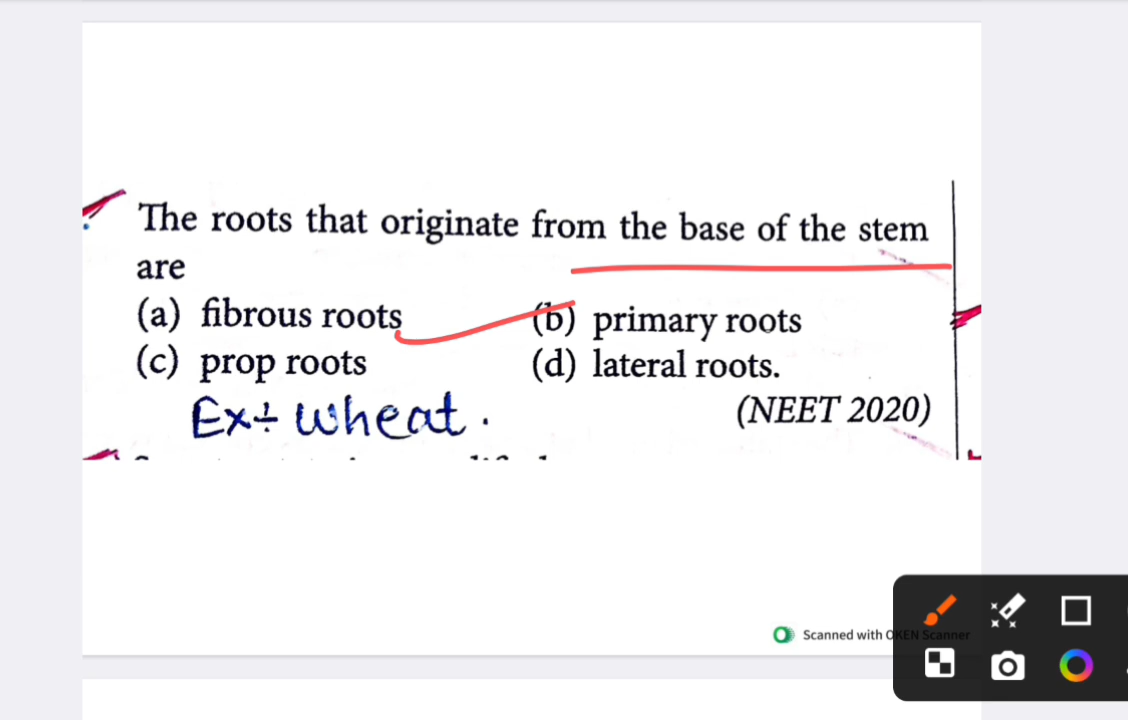 The roots that originate from the base of the stem
are
(a) fibrous roots (b) primary roots
(c) prop roots (d) lateral roots.
Ex÷ wheat.
(NEET 2020)
Scanned with OKEN Scanner